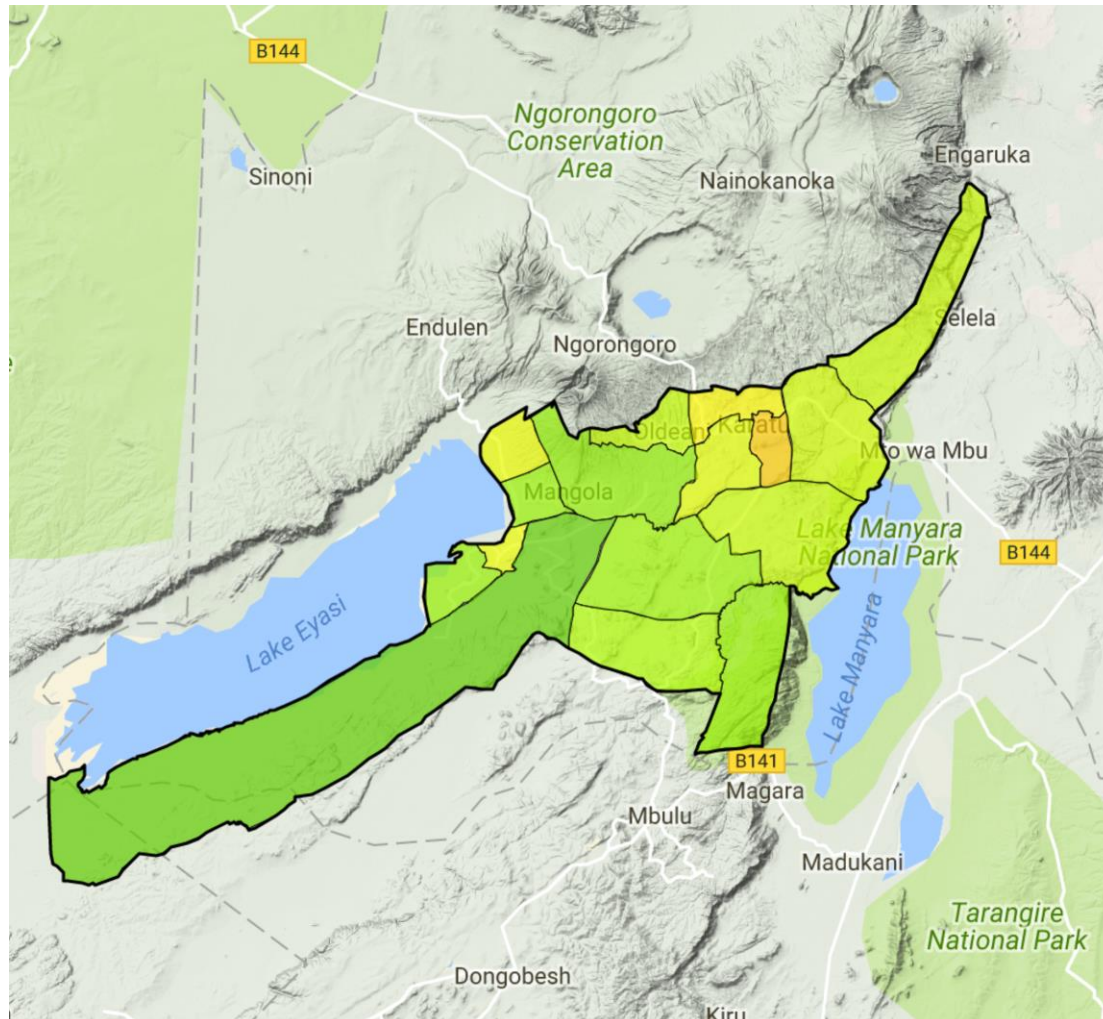 B144
Ngorongoro
Conservation
Area
Engaruka
Sinoni
Nainokanoka
Selela
Endulen
Ngorongoro
Oldeani
Karatu
Mto wa Mbu
Mangola
Lake Manyara
National Park
B144
Lake Eyasi
Lake Manyara
B141
Magara
Mbulu
Madukani
Tarangire
National Park
Dongobesh
Kiru